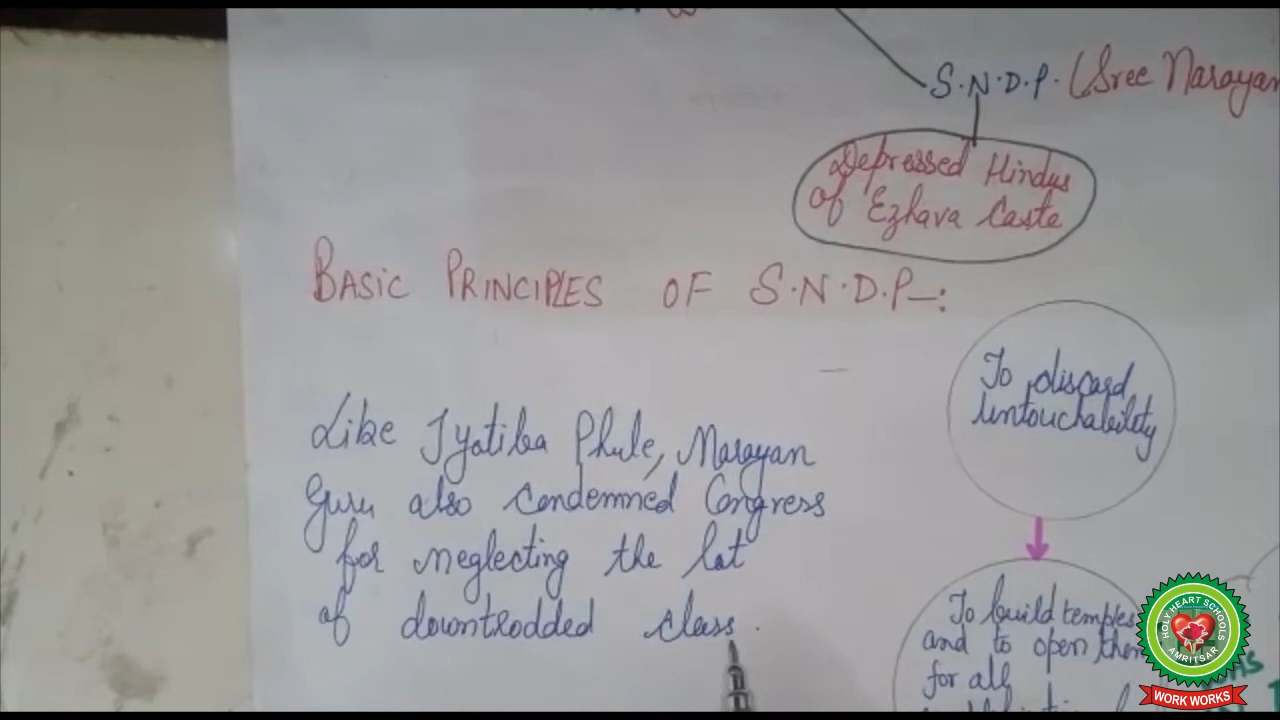 S.N.D.P. (Sree Narayan
Depressed Hindus
of Ezhava Caste
BASIC PRINCIPLES OF S.N.D.P-:
Like Jyotiba Phule, Narayan
Guru also condemned Congress
for neglecting the lot
of downtrodded class.
To discard
Untouchability
To build temples
and to open them
for all
HOLY HEART SCHOOLS
AMRITSAR
WORK WORKS